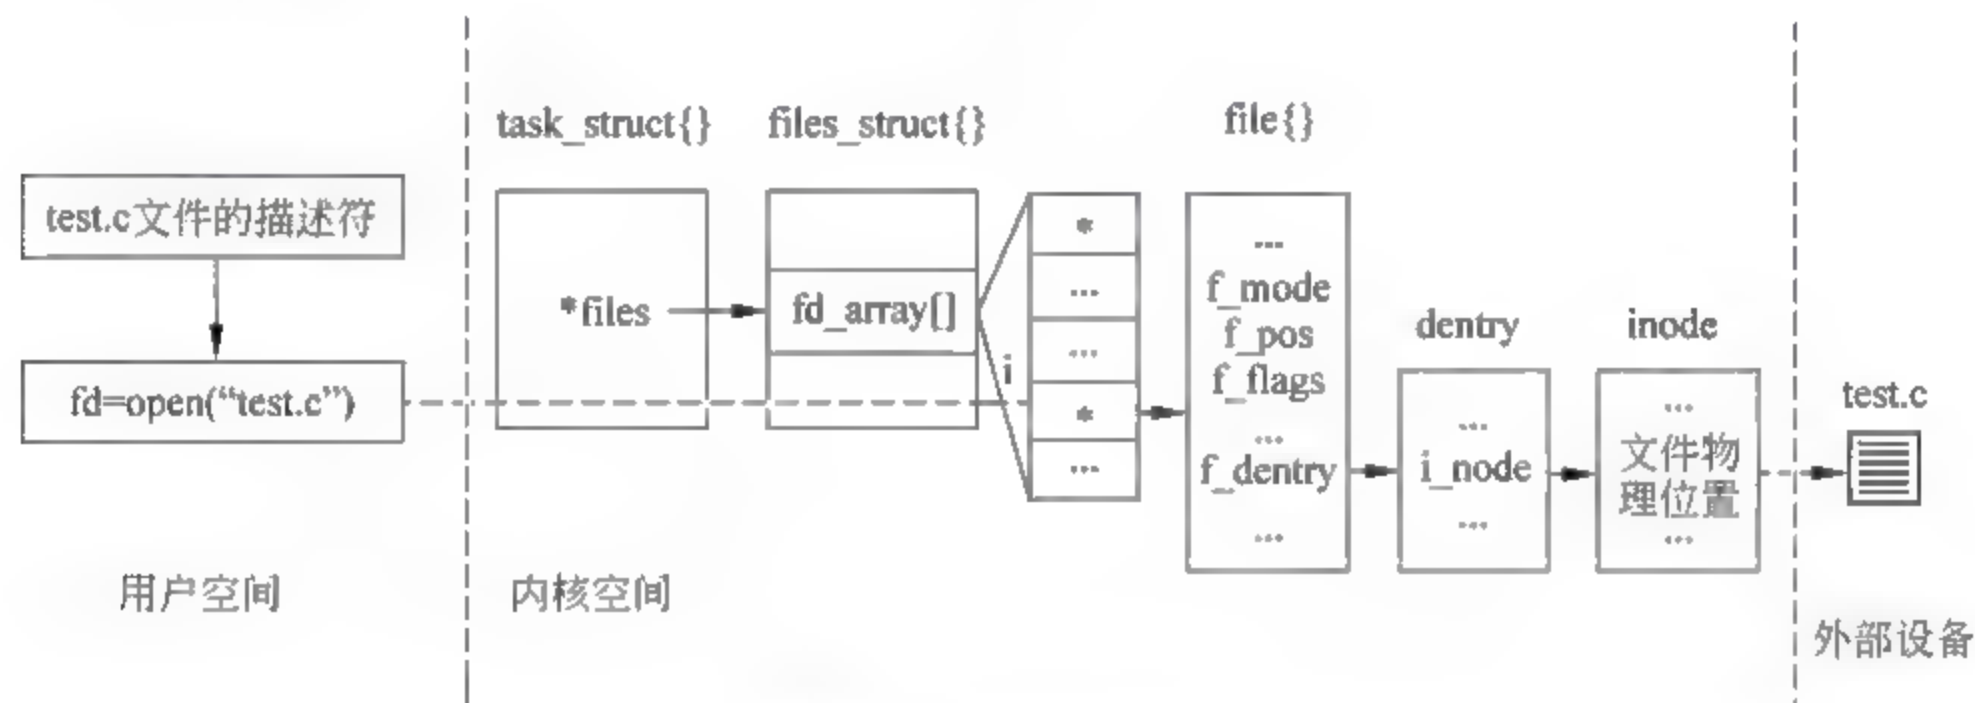 task_struct{}
files_struct{}
file{}
test.c文件的描述符
*
...
...
f_mode
*files
fd_array[]
...
f_pos
dentry
inode
i
f_flags
fd=open("test.c")
*
...
f_dentry
...
...
i_node
...
...
文件物
理位置
...
test.c
...
用户空间
内核空间
外部设备